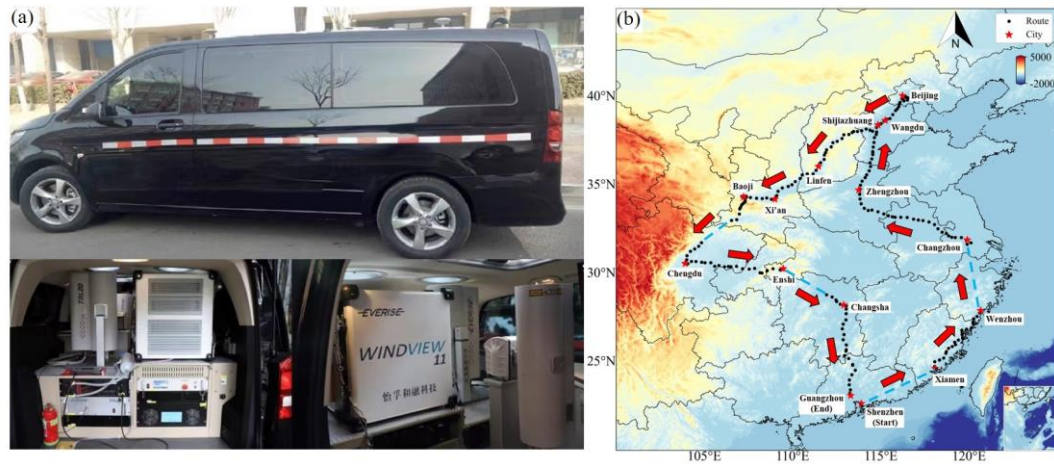 (a)
TRL20
EVERISE
EVERISE
WINDVIEW
11
怡孚和融科技
(b)
N
Route
City
5000
-2000
40°N
35°N
30°N
25°N
105°E
110°E
115°E
120°E
Beijing
Shijiazhuang
Wangdu
Linfen
Baoji
Xi'an
Zhengzhou
Changzhou
Chengdu
Enshi
Changsha
Wenzhou
Xiamen
Guangzhou
(End)
Shenzhen
(Start)